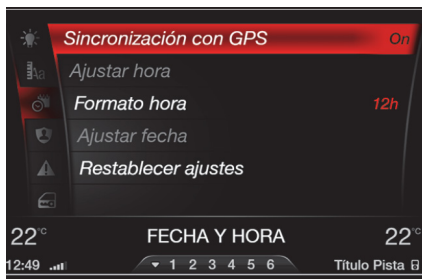 Sincronización con GPS On
Aa Ajustar hora
Formato hora 12h
Ajustar fecha
Restablecer ajustes
22°C FECHA Y HORA 22°C
12:49 1 2 3 4 5 6 Título Pista